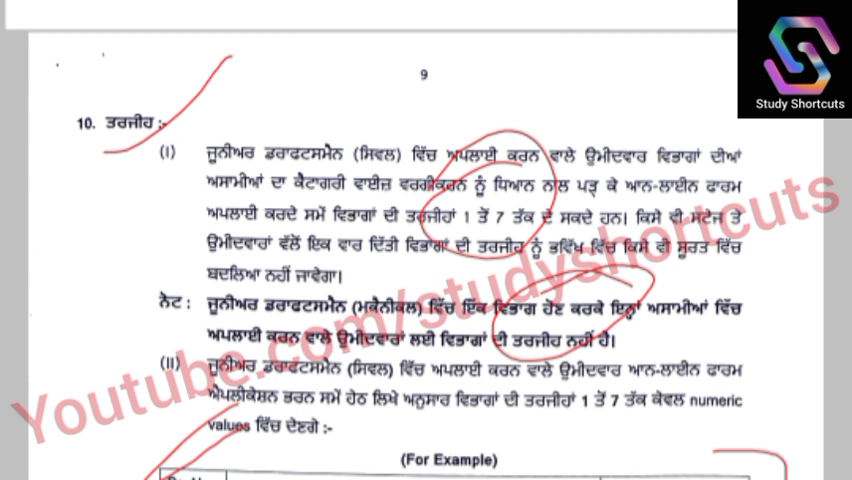 Study Shortcuts
9
10. ਤਰਜੀਹ :-
(I) ਜੂਨੀਅਰ ਡਰਾਫਟਸਮੈਨ (ਸਿਵਲ) ਵਿੱਚ ਅਪਲਾਈ ਕਰਨ ਵਾਲੇ ਉਮੀਦਵਾਰ ਵਿਭਾਗਾਂ ਦੀਆਂ
ਅਸਾਮੀਆਂ ਦਾ ਕੈਟਾਗਰੀ ਵਾਈਜ਼ ਵਰਗੀਕਰਨ ਨੂੰ ਧਿਆਨ ਨਾਲ ਪੜ੍ਹ ਕੇ ਆਨ-ਲਾਈਨ ਫਾਰਮ
ਅਪਲਾਈ ਕਰਦੇ ਸਮੇਂ ਵਿਭਾਗਾਂ ਦੀ ਤਰਜੀਹਾਂ 1 ਤੋਂ 7 ਤੱਕ ਦੇ ਸਕਦੇ ਹਨ। ਕਿਸੇ ਵੀ ਸਟੇਜ ਤੇ
ਉਮੀਦਵਾਰਾਂ ਵੱਲੋਂ ਇਕ ਵਾਰ ਦਿੱਤੀ ਵਿਭਾਗਾਂ ਦੀ ਤਰਜੀਹ ਨੂੰ ਭਵਿੱਖ ਵਿੱਚ ਕਿਸੇ ਵੀ ਸੂਰਤ ਵਿੱਚ
ਬਦਲਿਆ ਨਹੀਂ ਜਾਵੇਗਾ।
ਨੋਟ : ਜੂਨੀਅਰ ਡਰਾਫਟਸਮੈਨ (ਮਕੈਨੀਕਲ) ਵਿੱਚ ਇੱਕ ਵਿਭਾਗ ਹੋਣ ਕਰਕੇ ਇਨ੍ਹਾਂ ਅਸਾਮੀਆਂ ਵਿੱਚ
ਅਪਲਾਈ ਕਰਨ ਵਾਲੇ ਉਮੀਦਵਾਰਾਂ ਲਈ ਵਿਭਾਗਾਂ ਦੀ ਤਰਜੀਹ ਨਹੀਂ ਹੈ।
(II) ਜੂਨੀਅਰ ਡਰਾਫਟਸਮੈਨ (ਸਿਵਲ) ਵਿੱਚ ਅਪਲਾਈ ਕਰਨ ਵਾਲੇ ਉਮੀਦਵਾਰ ਆਨ-ਲਾਈਨ ਫਾਰਮ
ਐਪਲੀਕੇਸ਼ਨ ਭਰਨ ਸਮੇਂ ਹੇਠ ਲਿਖੇ ਅਨੁਸਾਰ ਵਿਭਾਗਾਂ ਦੀ ਤਰਜੀਹਾਂ 1 ਤੋਂ 7 ਤੱਕ ਕੇਵਲ numeric
values ਵਿੱਚ ਦੇਣਗੇ :-
(For Example)
Youtube.com/studyshortcuts